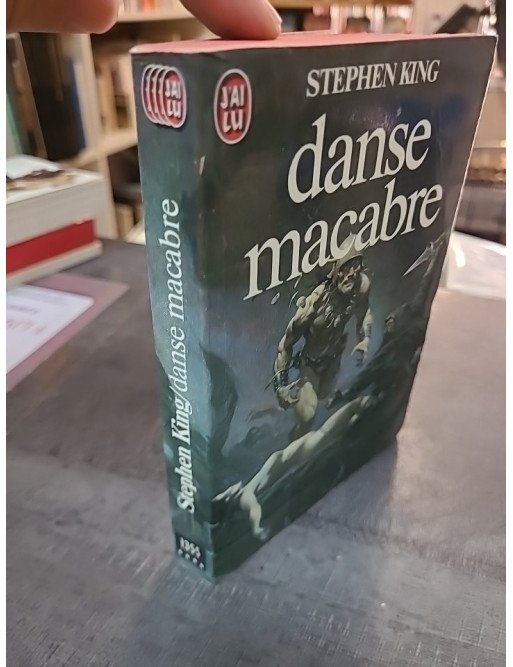 J'AI
LU
J'AI
LU
STEPHEN KING
danse
macabre
Stephen King/danse macabre
1355